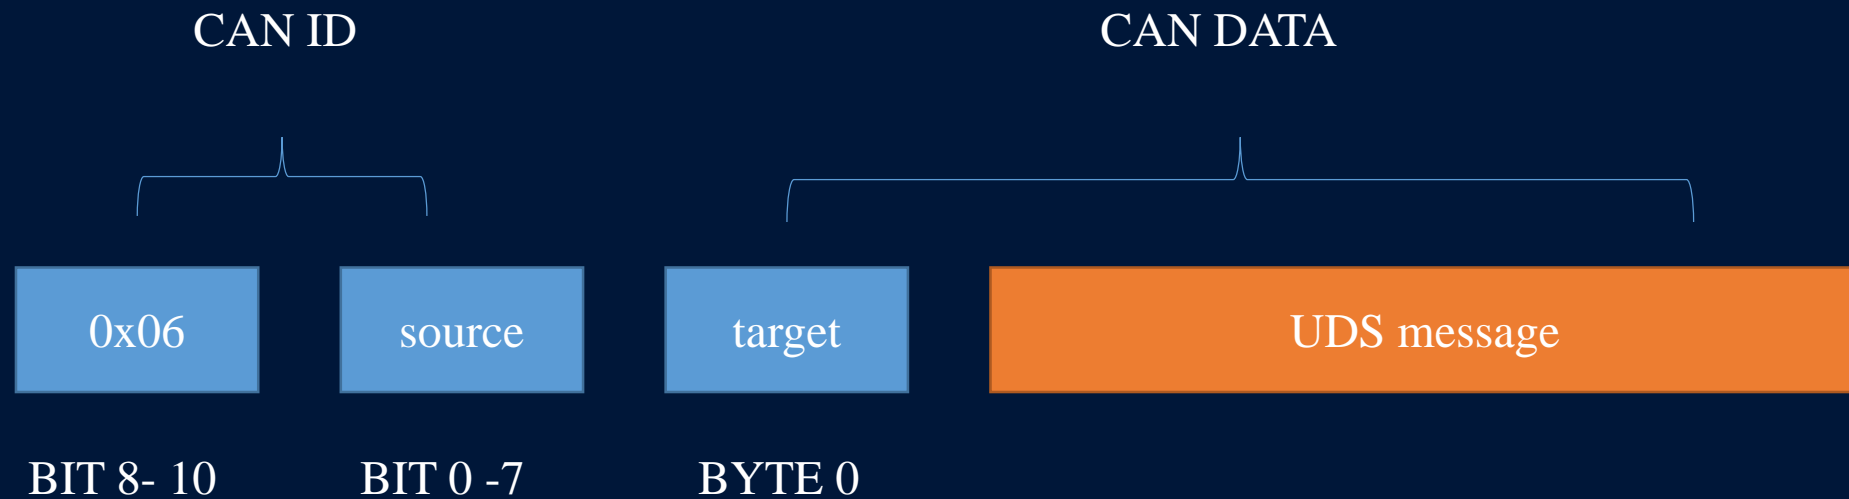 CAN ID
CAN DATA
0x06
source
target
UDS message
BIT 8- 10
BIT 0 -7
BYTE 0